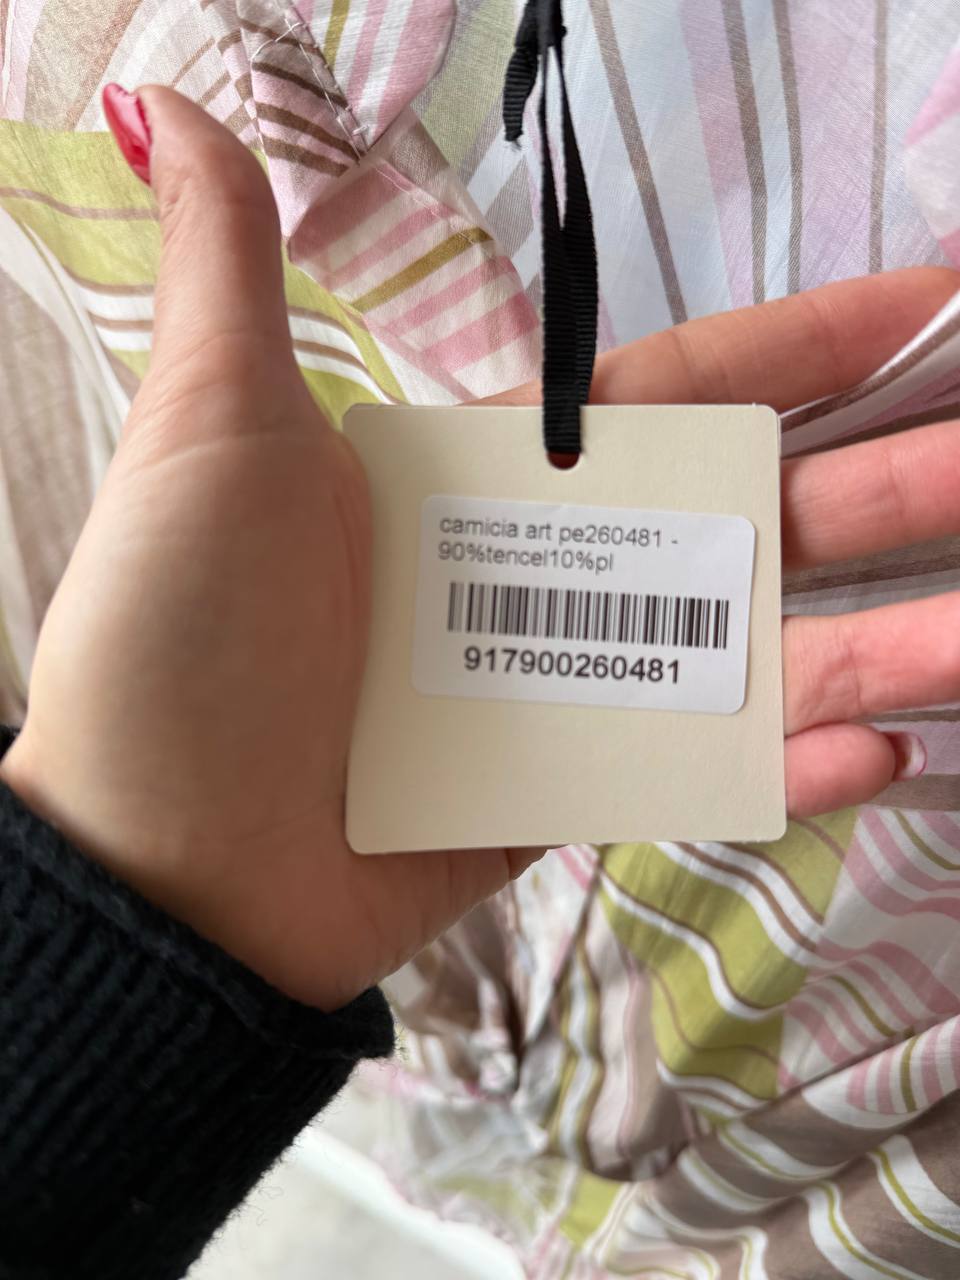 camicia art pe260481 -
90%tencel10%pl
917900260481